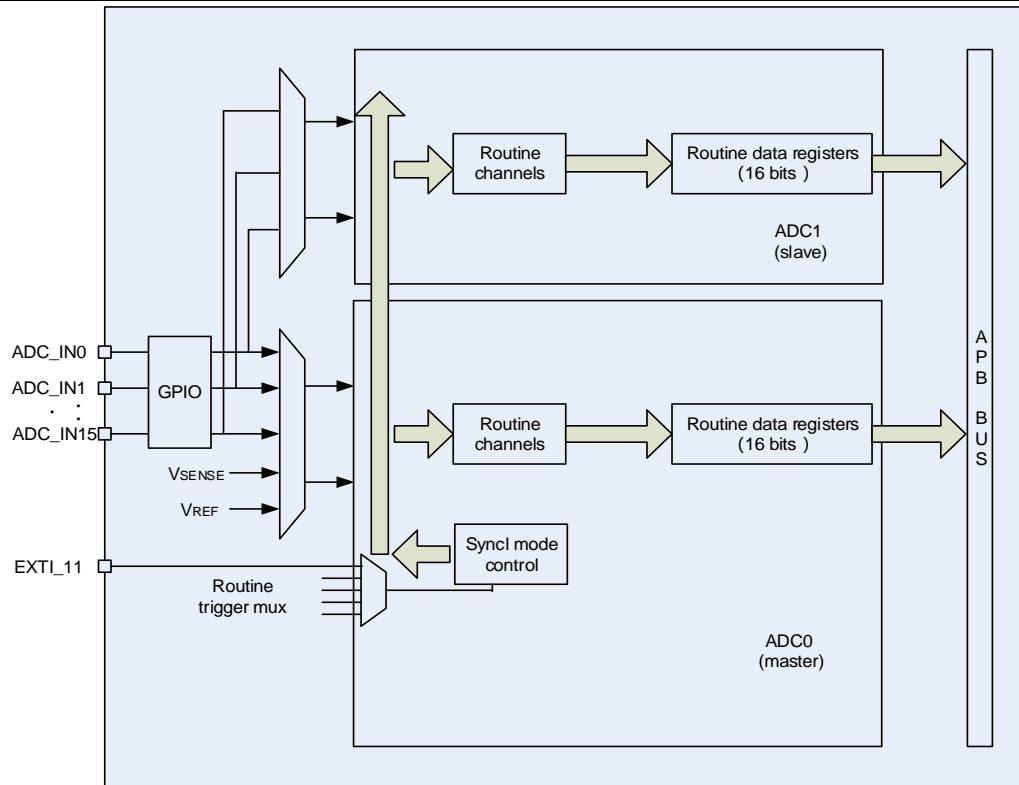 Routine
channels
Routine data registers
(16 bits )
ADC1
(slave)
ADC_IN0
ADC_IN1
ADC_IN15
GPIO
VSENSE
VREF
Routine
channels
Routine data registers
(16 bits )
EXTI_11
Routine
trigger mux
Syncl mode
control
ADC0
(master)
A
P
B
B
U
S